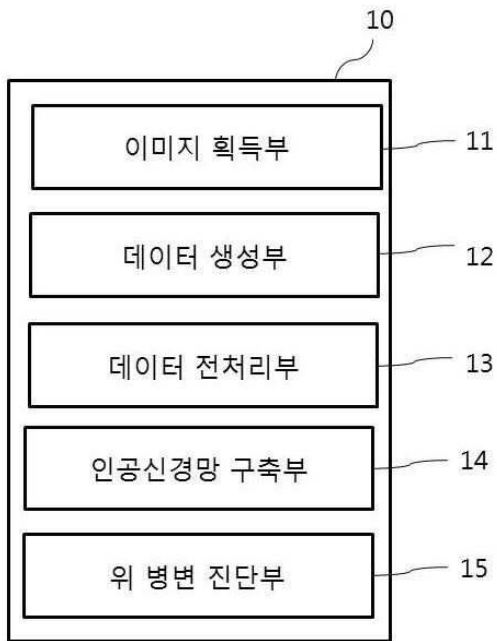 10
이미지 획득부
11
데이터 생성부
12
데이터 전처리부
13
인공신경망 구축부
14
위 병변 진단부
15